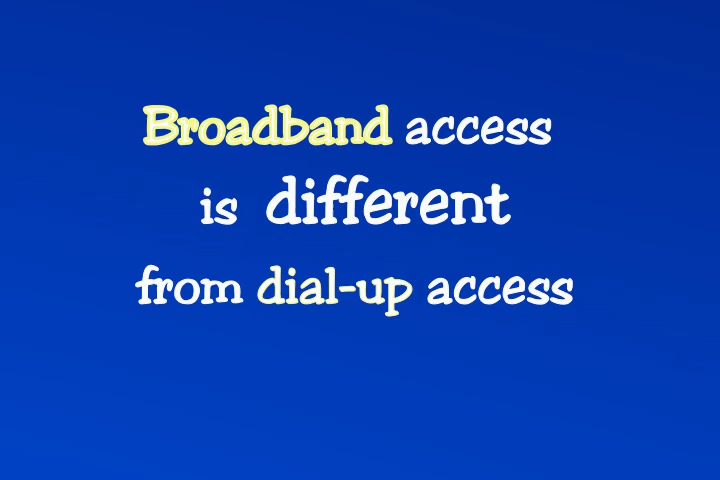 Broadband access
is different
from dial-up access